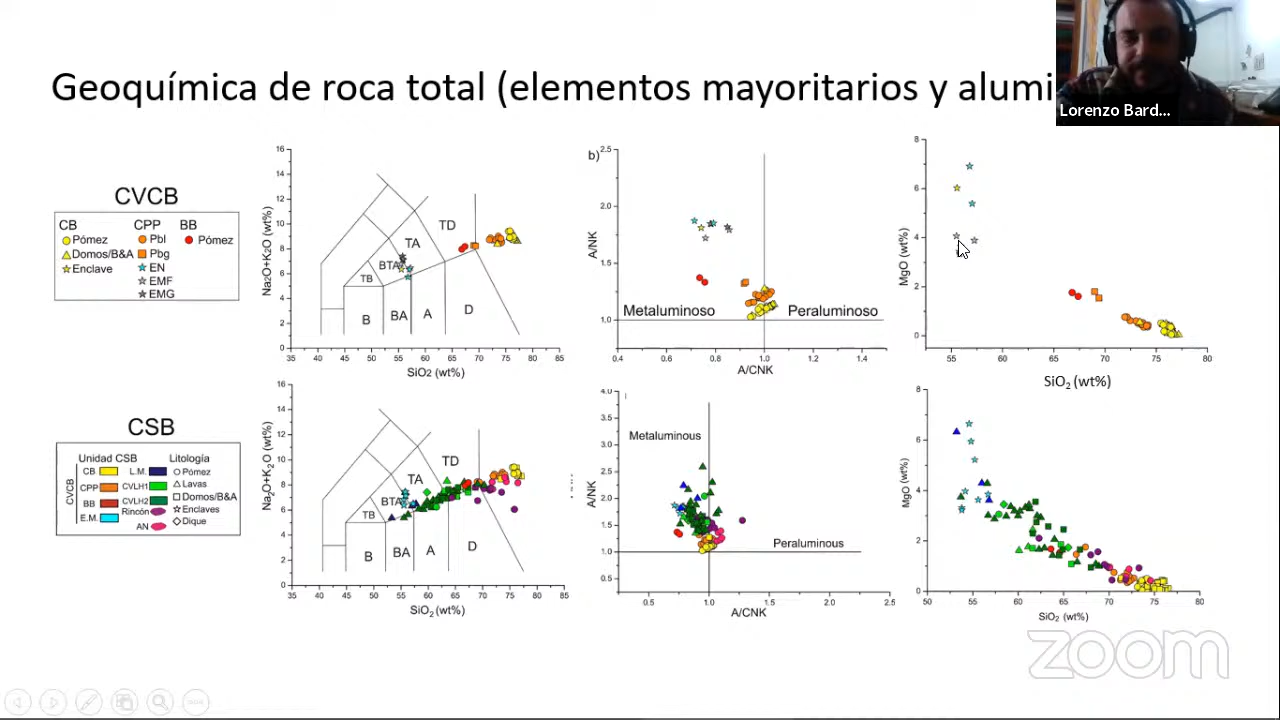 Geoquímica de roca total (elementos mayoritarios y alumi
Lorenzo Bard...
CVCB
CB CPP BB
Pómez Pbl Pómez
Domos/B&A Pbg
Enclave EN
EMF
EMG
Na2O+K2O (wt%)
16
14
12
10
8
6
4
2
0
TD
TA
BTA
TB
B BA A D
35 40 45 50 55 60 65 70 75 80 85
SiO2 (wt%)
b)
A/NK
2.5
2.0
1.5
1,0
Metaluminoso Peraluminoso
0.4 0.6 0.8 1.0 1.2 1.4
A/CNK
MgO (wt%)
8
6
4
2
0
55 60 65 70 75 80
SiO2 (wt%)
CSB
Unidad CSB Litología
CVCB
CB L.M. Pómez
CPP CVLH1 Lavas
BB CVLH2 Domos/B&A
E.M. Rincón Enclaves
AN Dique
Na2O+K2O (wt%)
16
14
12
10
8
6
4
2
0
TD
TA
BTA
TB
B BA A D
35 40 45 50 55 60 65 70 75 80 85
SiO2 (wt%)
A/NK
4.0
3.5
3.0
2.5
2.0
1.5
1.0
0.5
Metaluminous
Peraluminous
0.5 1.0 1.5 2.0 2.5
A/CNK
MgO (wt%)
8
6
4
2
0
50 55 60 65 70 75 80
SiO2 (wt%)
zoom